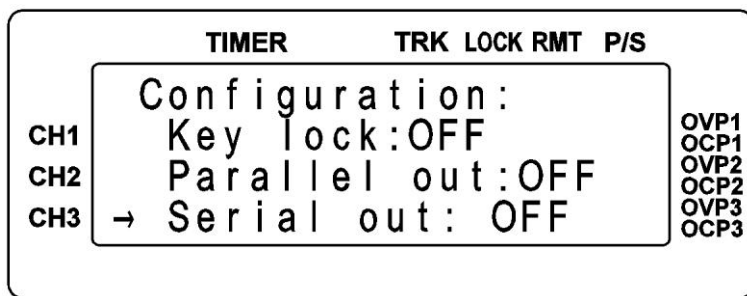 TIMER TRK LOCK RMT P/S
Configuration:
CH1 Key lock:OFF OVP1
OCP1
CH2 Parallel out:OFF OVP2
OCP2
CH3 → Serial out: OFF OVP3
OCP3